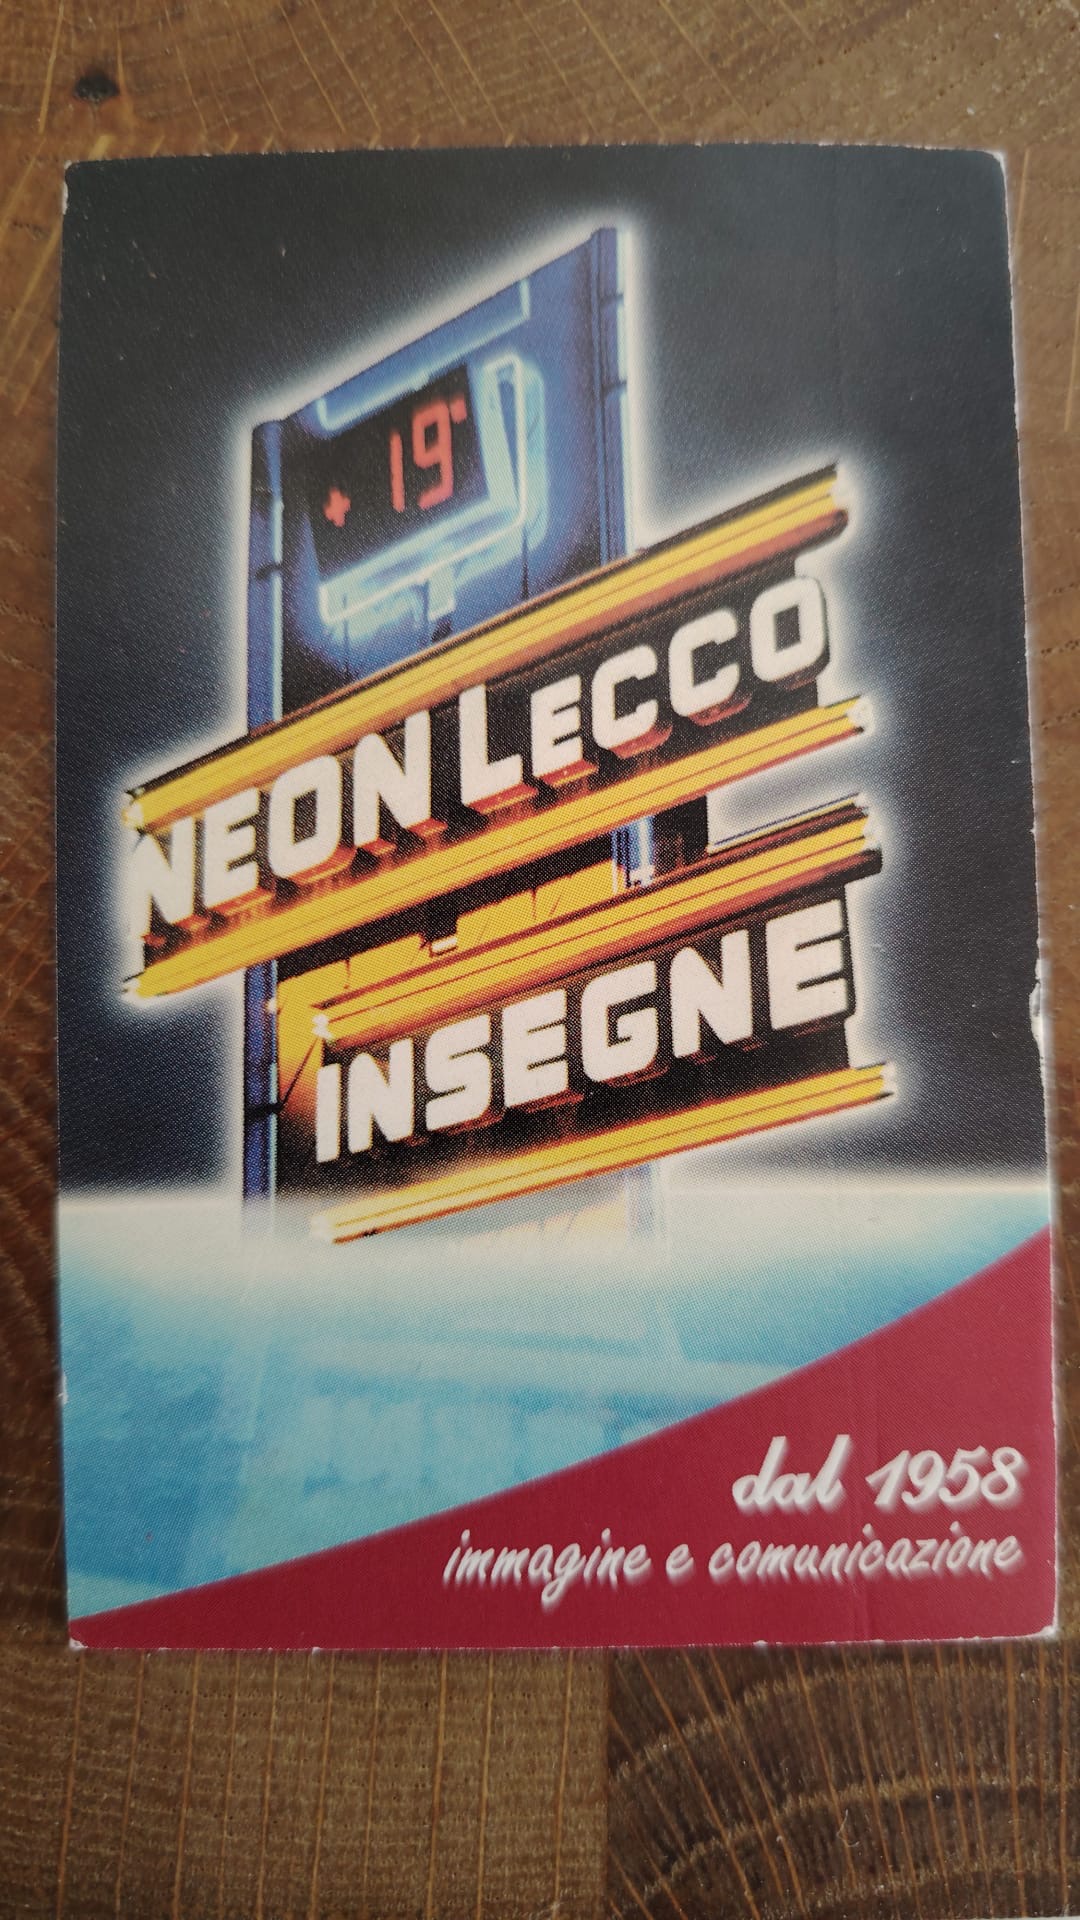 + 19°
NEON LECCO
INSEGNE
dal 1958
immagine e comunicazione